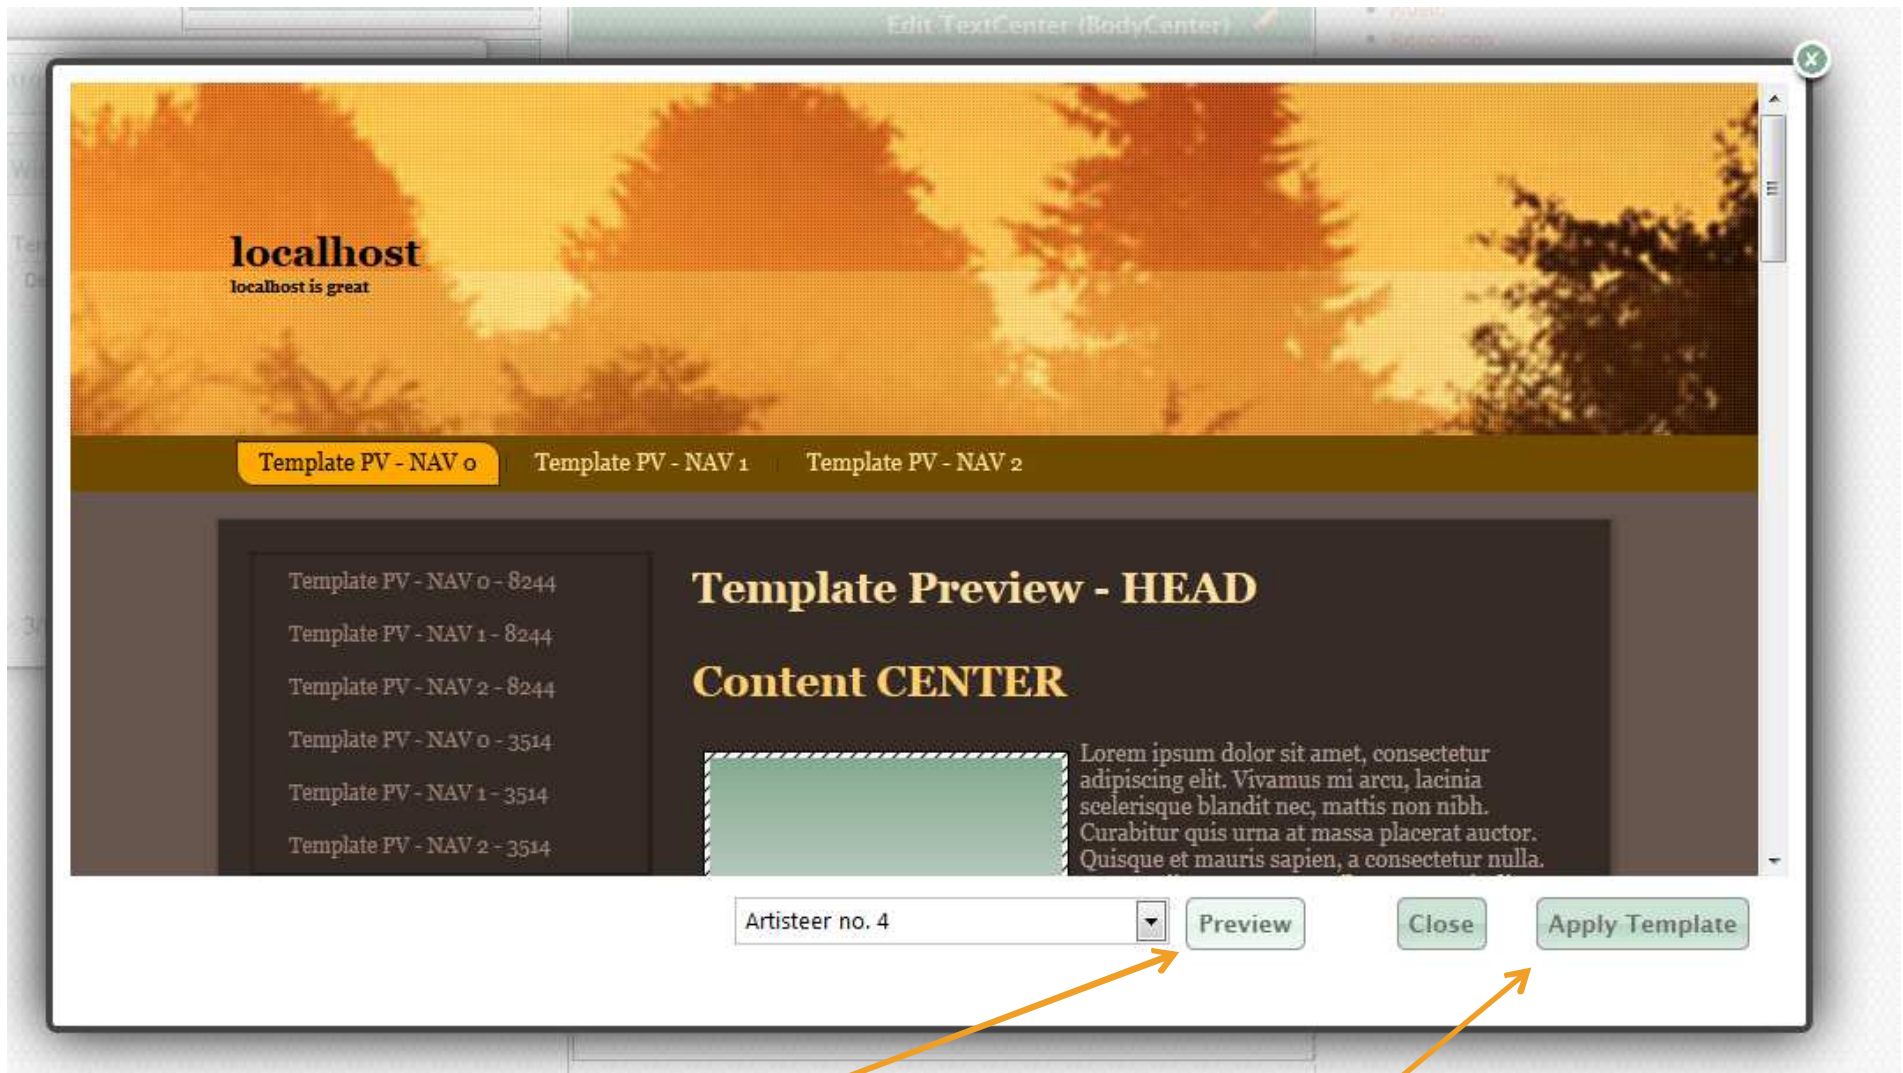 Edit TextCenter (BodyCenter)
localhost
localhost is great
Template PV - NAV 0
Template PV - NAV 1
Template PV - NAV 2
Template PV - NAV 0 - 8244
Template PV - NAV 1 - 8244
Template PV - NAV 2 - 8244
Template PV - NAV 0 - 3514
Template PV - NAV 1 - 3514
Template PV - NAV 2 - 3514
Template Preview - HEAD
Content CENTER
Lorem ipsum dolor sit amet, consectetur
adipiscing elit. Vivamus mi arcu, lacinia
scelerisque blandit nec, mattis non nibh.
Curabitur quis urna at massa placerat auctor.
Quisque et mauris sapien, a consectetur nulla.
Artisteer no. 4
Preview
Close
Apply Template